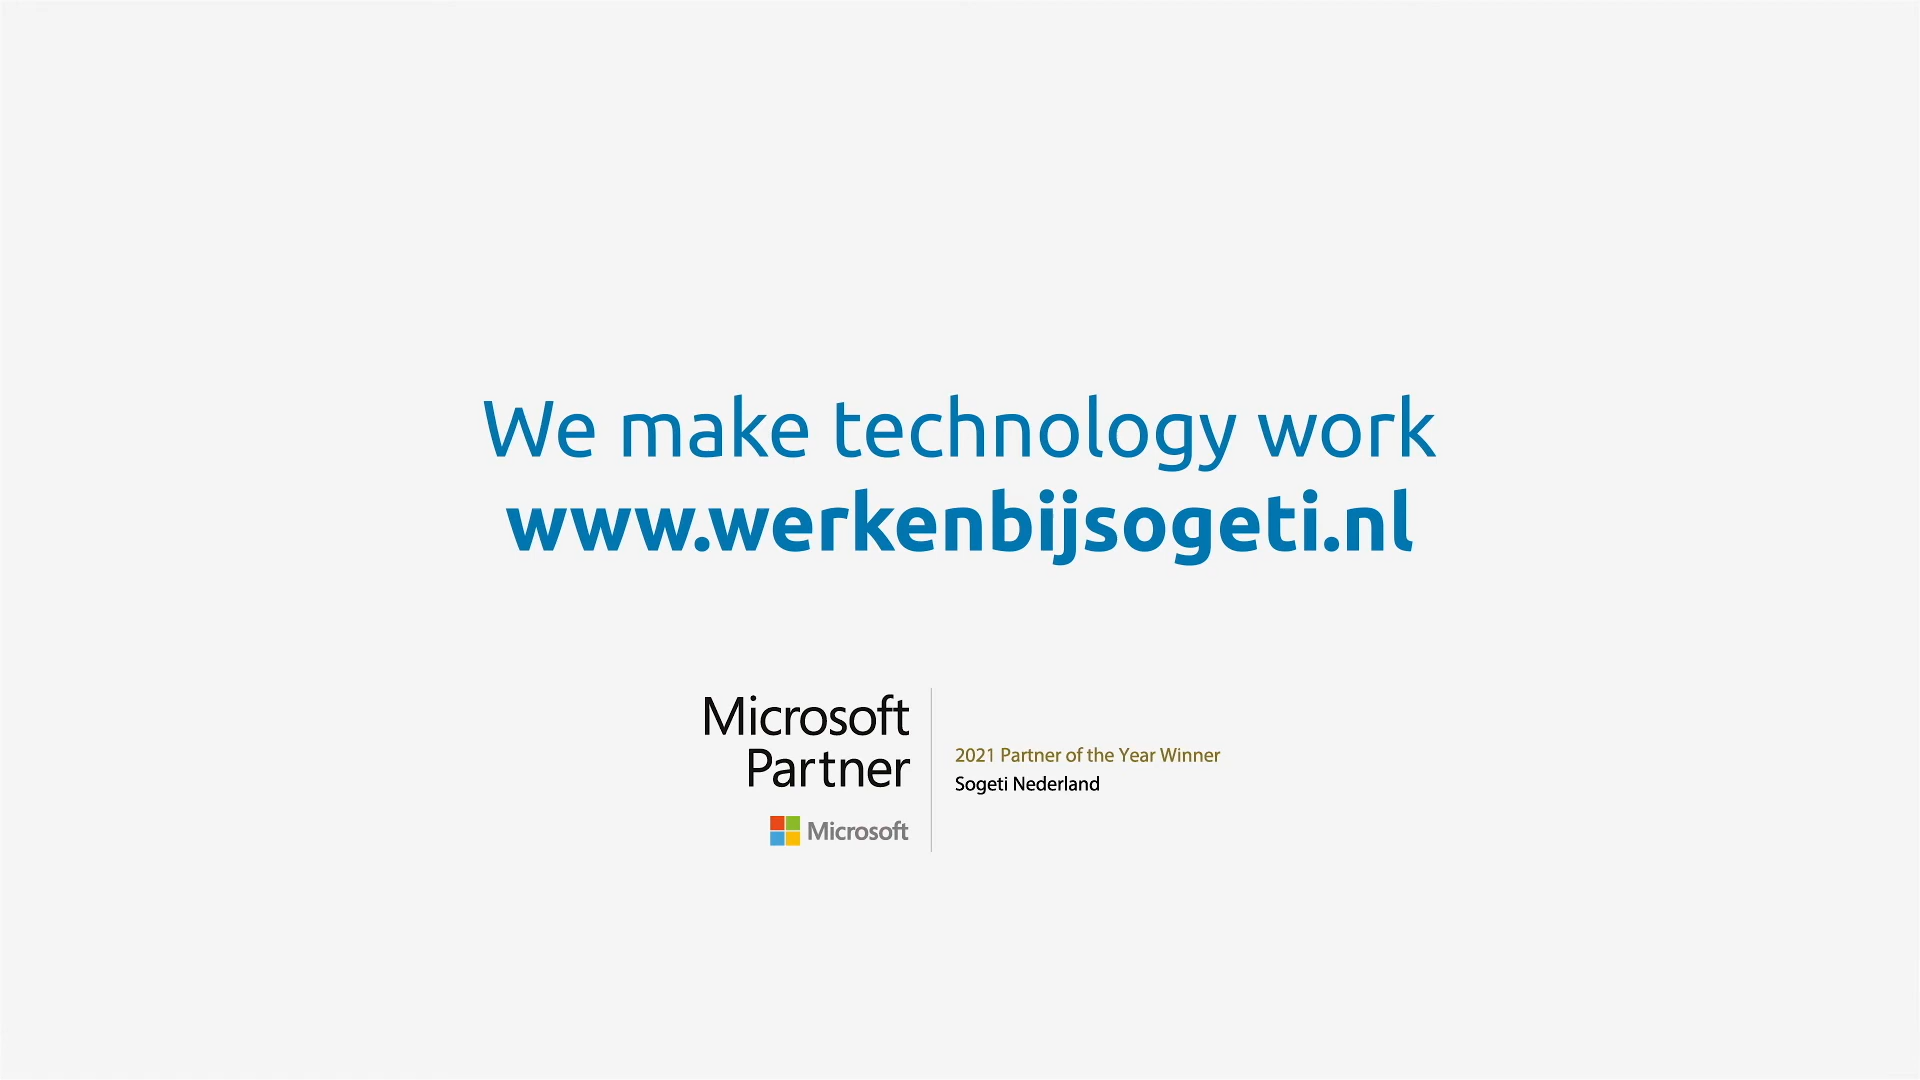 We make technology work
www.werkenbijsogeti.nl
Microsoft
Partner
Microsoft
2021 Partner of the Year Winner
Sogeti Nederland